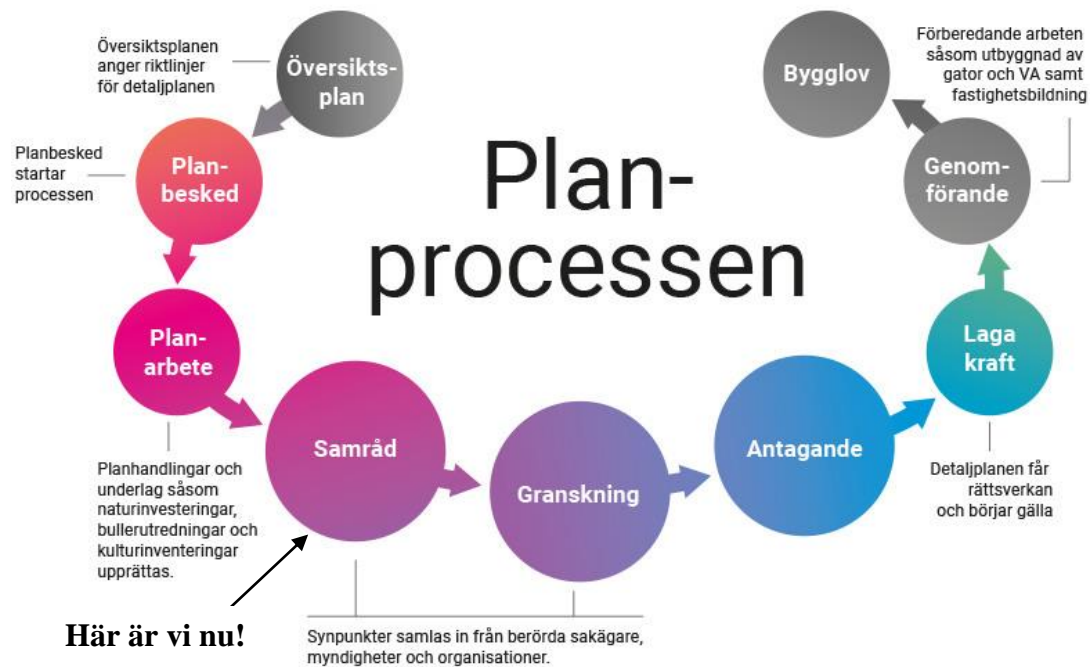 Översiktsplanen
anger riktlinjer
för detaljplanen
Översikts-
plan
Planbesked
startar
processen
Plan-
besked
Plan-
arbete
Planhandlingar och
underlag såsom
naturinvesteringar,
bullerutredningar och
kulturinventeringar
upprättas.
Här är vi nu!
Plan-
processen
Samråd
Granskning
Synpunkter samlas in från berörda sakägare,
myndigheter och organisationer.
Antagande
Laga
kraft
Detaljplanen får
rättsverkan
och börjar gälla
Genom-
förande
Förberedande arbeten
såsom utbyggnad av
gator och VA samt
fastighetsbildning
Bygglov